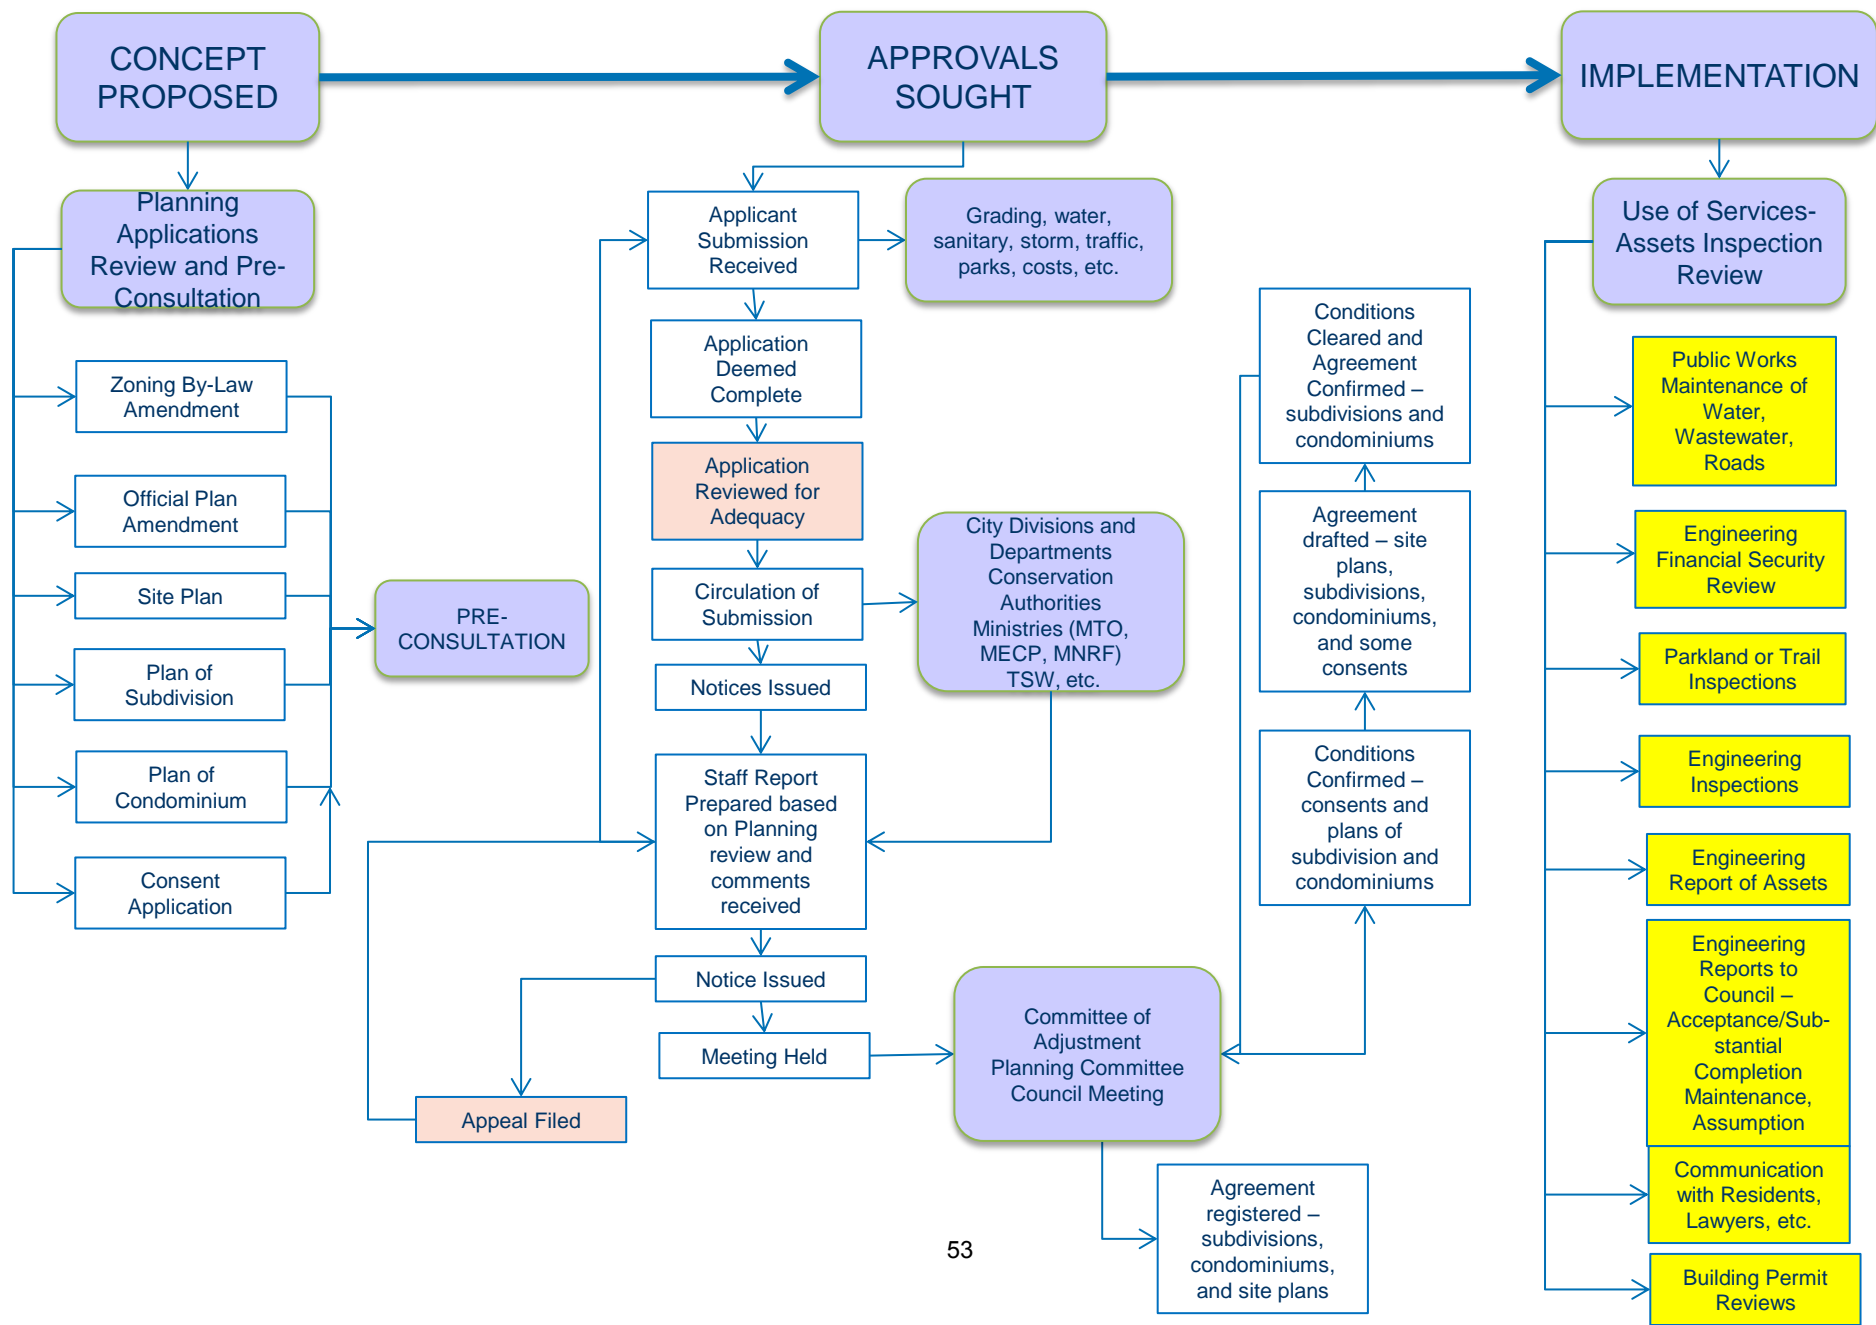 CONCEPT
PROPOSED
APPROVALS
SOUGHT
IMPLEMENTATION
Planning
Applications
Review and Pre-
Consultation
Zoning By-Law
Amendment
Official Plan
Amendment
Site Plan
Plan of
Subdivision
Plan of
Condominium
Consent
Application
PRE-
CONSULTATION
Applicant
Submission
Received
Grading, water,
sanitary, storm, traffic,
parks, costs, etc.
Application
Deemed
Complete
Application
Reviewed for
Adequacy
Circulation of
Submission
City Divisions and
Departments
Conservation
Authorities
Ministries (MTO,
MECP, MNRF)
TSW, etc.
Notices Issued
Staff Report
Prepared based
on Planning
review and
comments
received
Notice Issued
Meeting Held
Appeal Filed
Committee of
Adjustment
Planning Committee
Council Meeting
Conditions
Cleared and
Agreement
Confirmed –
subdivisions and
condominiums
Agreement
drafted – site
plans,
subdivisions,
condominiums,
and some
consents
Conditions
Confirmed –
consents and
plans of
subdivision and
condominiums
Agreement
registered –
subdivisions,
condominiums,
and site plans
Use of Services-
Assets Inspection
Review
Public Works
Maintenance of
Water,
Wastewater,
Roads
Engineering
Financial Security
Review
Parkland or Trail
Inspections
Engineering
Inspections
Engineering
Report of Assets
Engineering
Reports to
Council –
Acceptance/Sub-
stantial
Completion
Maintenance,
Assumption
Communication
with Residents,
Lawyers, etc.
Building Permit
Reviews
53